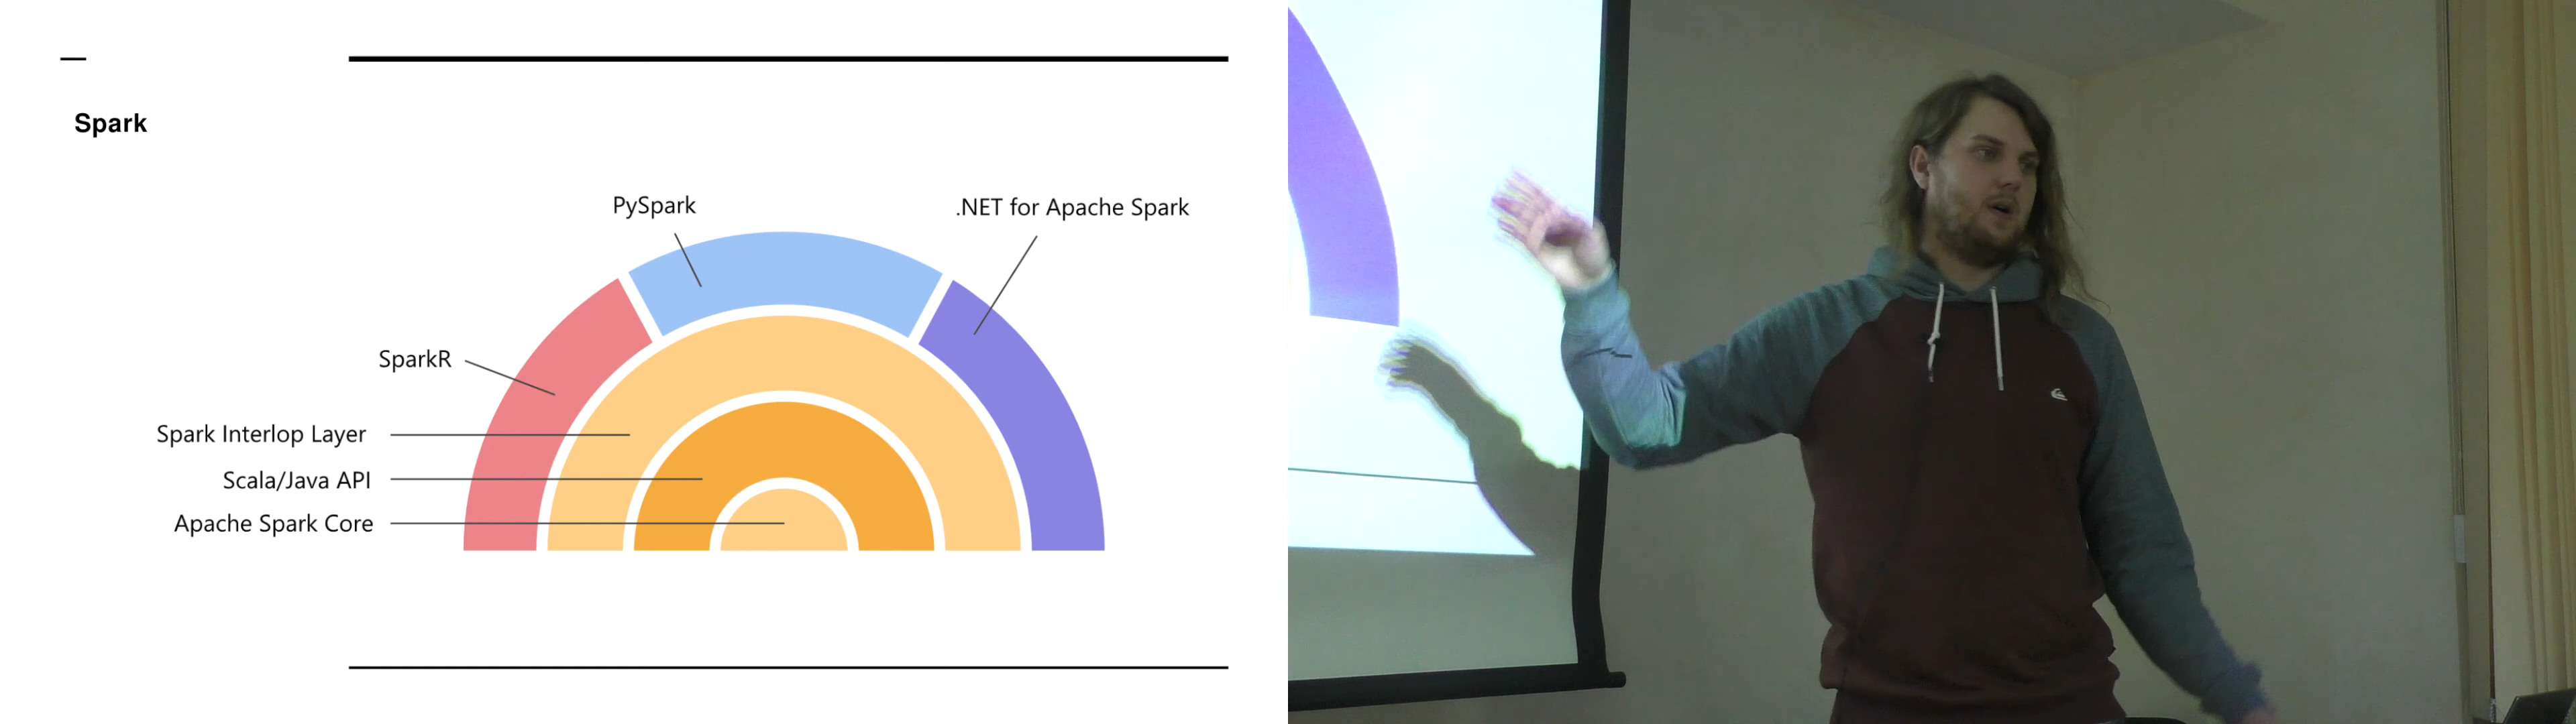 Spark
PySpark
.NET for Apache Spark
SparkR
Spark Interlop Layer
Scala/Java API
Apache Spark Core